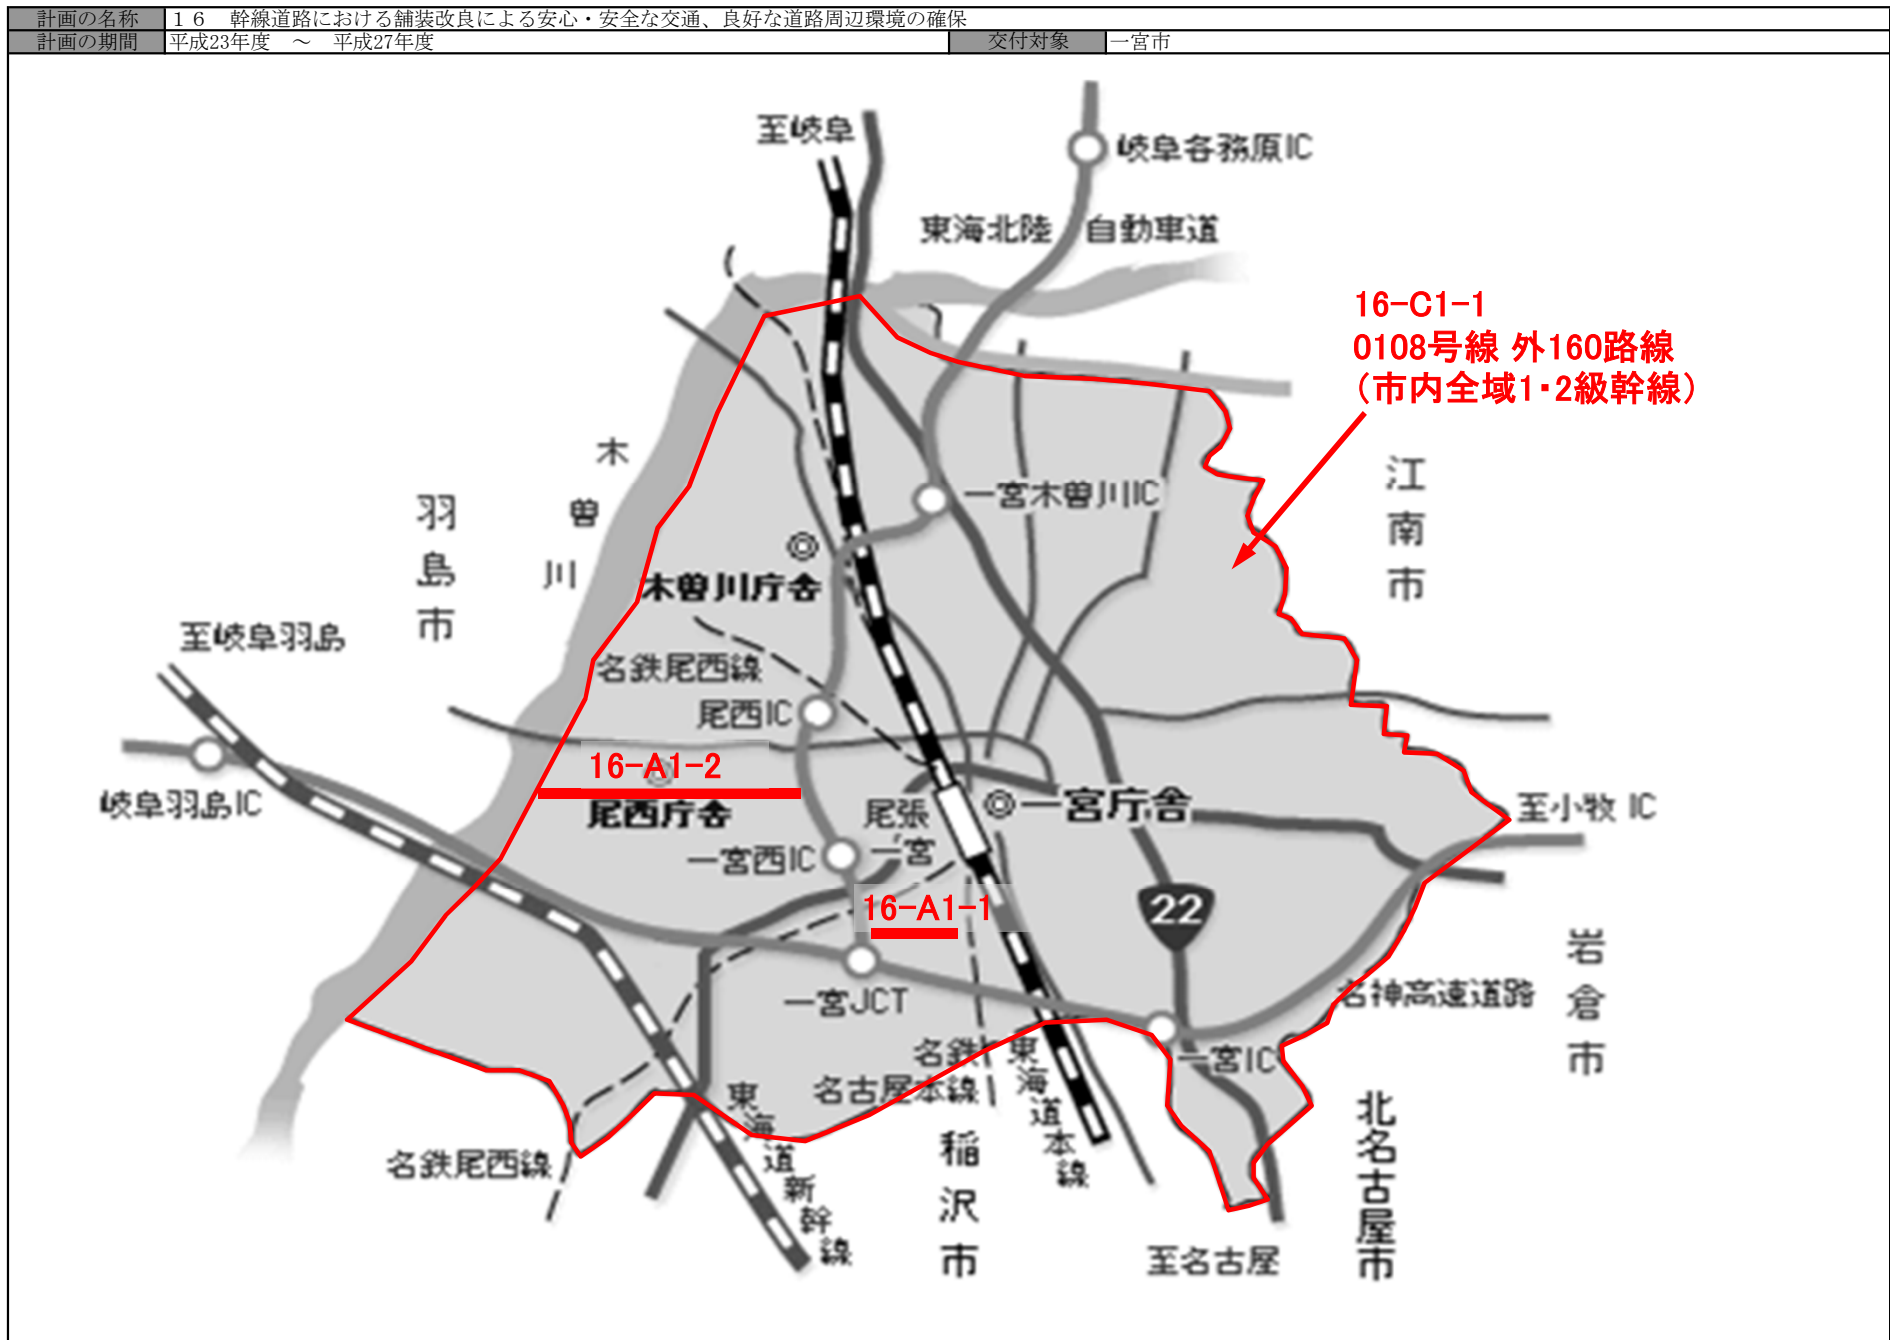 計画の名称 １６　幹線道路における舗装改良による安心・安全な交通、良好な道路周辺環境の確保
計画の期間 平成23年度　～　平成27年度 交付対象 一宮市
至岐阜
岐阜各務原IC
東海北陸 自動車道
16-C1-1
0108号線 外160路線
（市内全域1・2級幹線）
木曽川
羽島市
江南市
一宮木曽川IC
木曽川庁舎
至岐阜羽島
名鉄尾西線
尾西IC
16-A1-2
尾西庁舎
岐阜羽島IC
尾張一宮
一宮庁舎
至小牧 IC
一宮西IC
16-A1-1
22
岩倉市
一宮JCT
名神高速道路
一宮IC
名鉄
名古屋本線
東海道本線
東海道新幹線
名鉄尾西線
稲沢市
北名古屋市
至名古屋